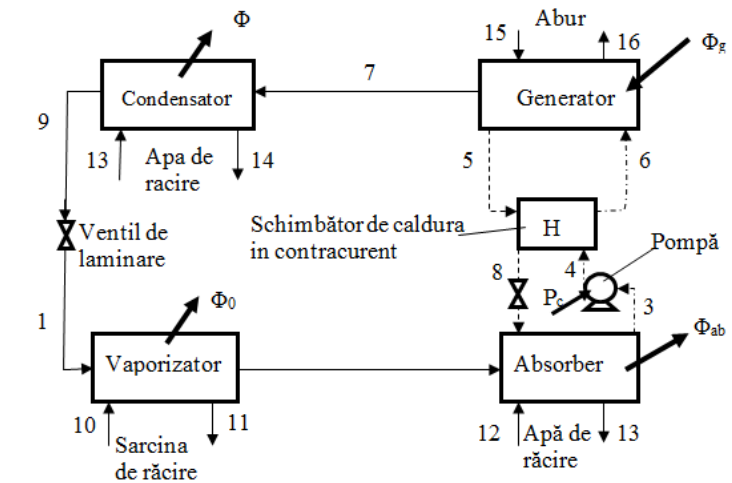 Φ
Abur
15
16
Φg
7
Condensator
Generator
9
13
Apa de
racire
14
5
6
Schimbător de caldura
in contracurent
H
Ventil de
laminare
Pompă
8
4
Pc
3
1
Φ0
Φab
Vaporizator
Absorber
10
11
Sarcina
de răcire
12
Apă de
răcire
13